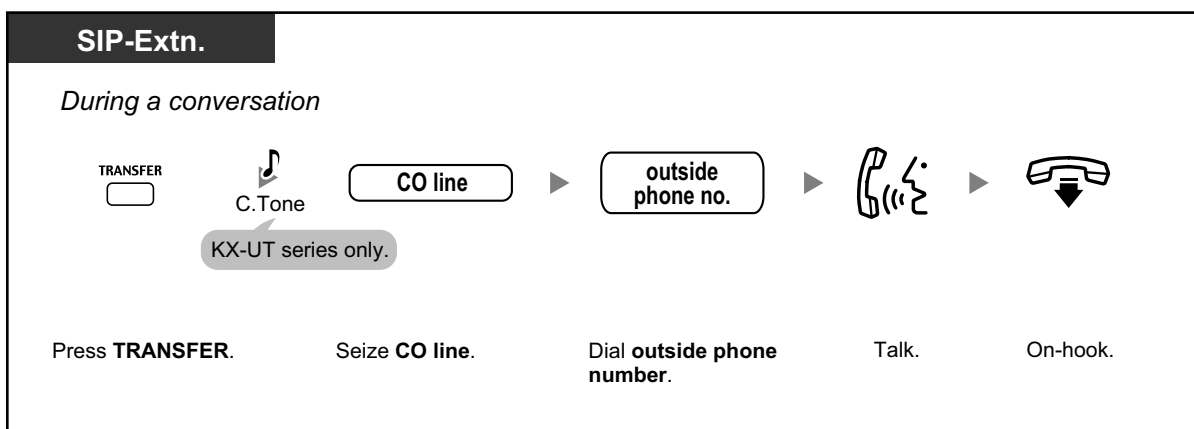 SIP-Extn.
During a conversation
TRANSFER
C.Tone
KX-UT series only.
CO line
outside
phone no.
Press TRANSFER.
Seize CO line.
Dial outside phone
number.
Talk.
On-hook.